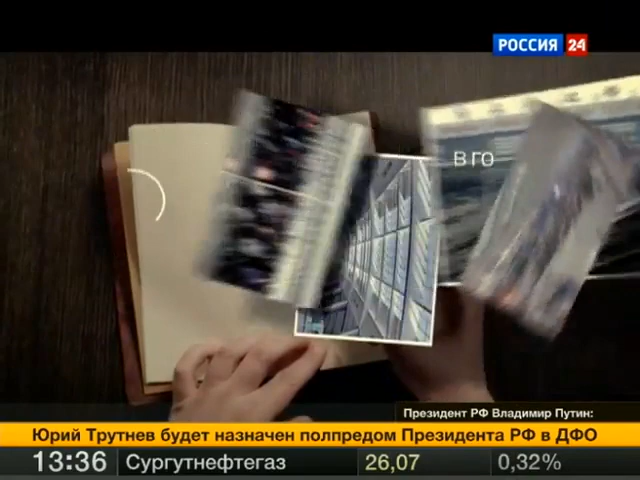 РОССИЯ 24
В ГО
Президент РФ Владимир Путин:
Юрий Трутнев будет назначен полпредом Президента РФ в ДФО
13:36 Сургутнефтегаз 26,07 0,32%